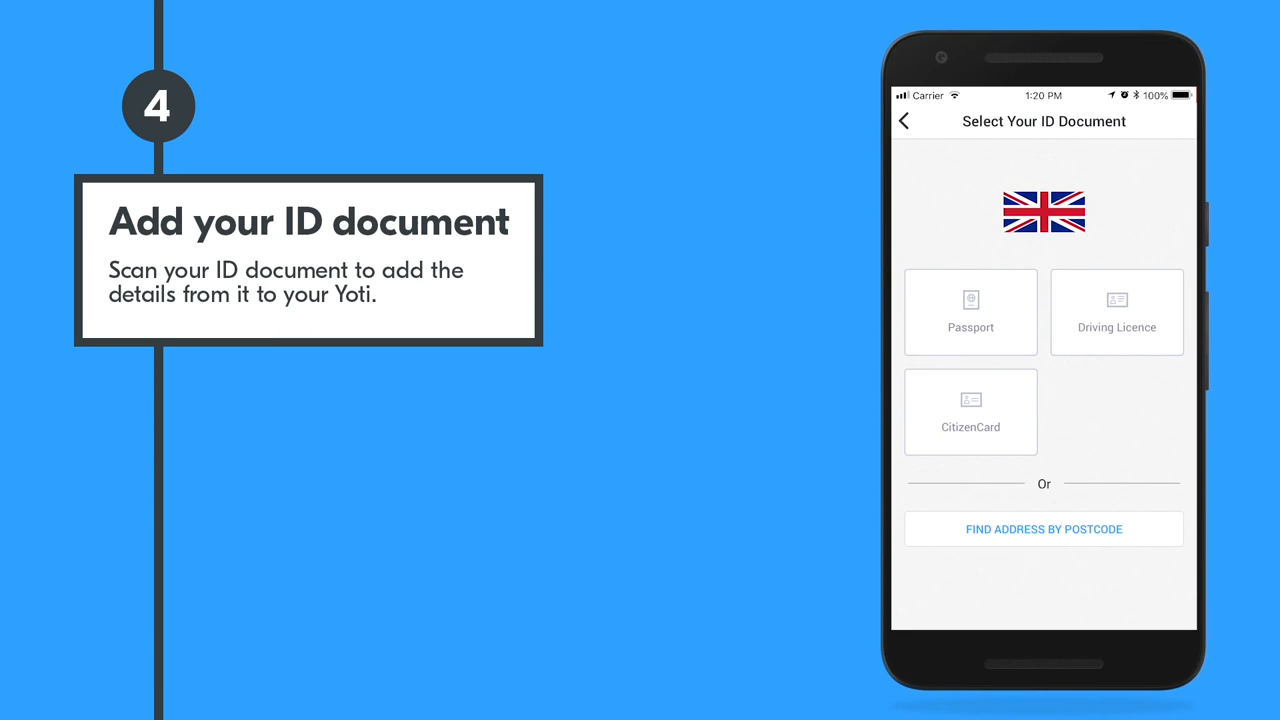 4
Add your ID document
Scan your ID document to add the
details from it to your Yoti.
Carrier 1:20 PM 100%
Select Your ID Document
Passport
Driving Licence
CitizenCard
Or
FIND ADDRESS BY POSTCODE